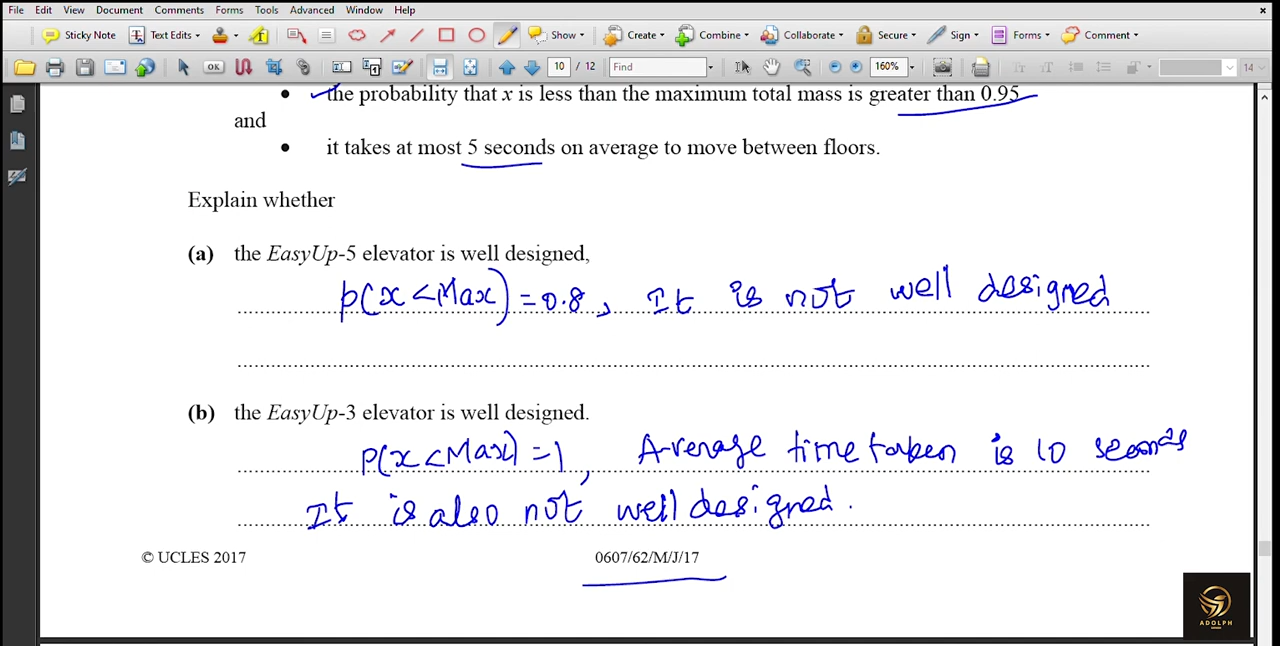 File Edit View Document Comments Forms Tools Advanced Window Help
Sticky Note Text Edits Show Create Combine Collaborate Secure Sign Forms Comment
OK 10 / 12 Find 160% 14
• the probability that x is less than the maximum total mass is greater than 0.95
and
• it takes at most 5 seconds on average to move between floors.
Explain whether
(a) the EasyUp-5 elevator is well designed,
p(x < Max) = 0.8, It is not well designed
(b) the EasyUp-3 elevator is well designed.
P(x < Max) = 1, Average time taken is 10 seconds
It is also not well designed.
© UCLES 2017 0607/62/M/J/17
ADOLPH